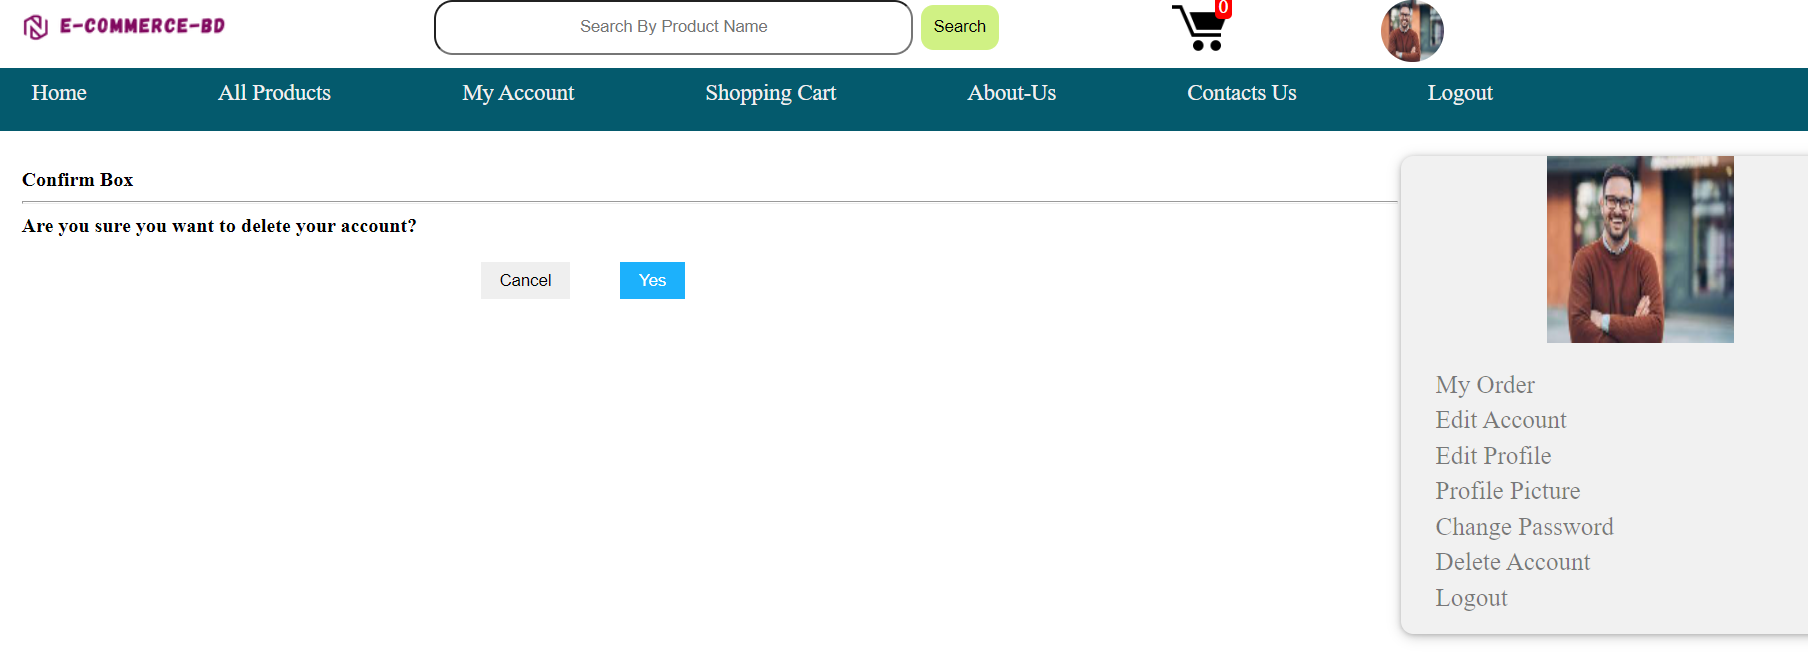 E-COMMERCE-BD
Search By Product Name
Search
0
Home
All Products
My Account
Shopping Cart
About-Us
Contacts Us
Logout
Confirm Box
Are you sure you want to delete your account?
Cancel
Yes
My Order
Edit Account
Edit Profile
Profile Picture
Change Password
Delete Account
Logout